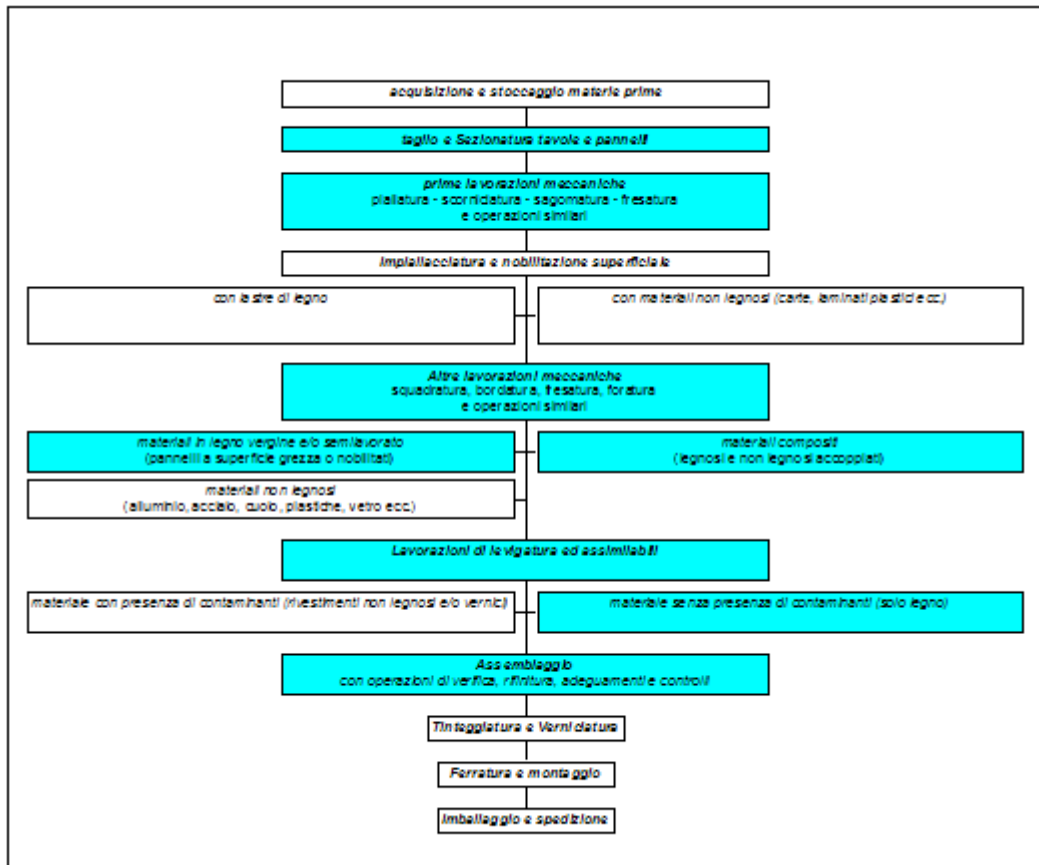 acquisizione e stoccaggio materie prime
taglio e Sezionatura tavole e pannelli
prime lavorazioni meccaniche
piallatura - scorniciatura - sagomatura - fresatura
e operazioni similari
Impiallacciatura e nobilitazione superficiale
con lastre di legno
con materiali non legnosi (carte, laminati plastici ecc.)
Altre lavorazioni meccaniche
squadratura, bordatura, fresatura, foratura
e operazioni similari
materiali in legno vergine e/o semilavorato
(pannelli a superficie grezza o nobilitati)
materiali compositi
(legnosi e non legnosi accoppiati)
materiali non legnosi
(alluminio, acciaio, cuoio, plastiche, vetro ecc.)
Lavorazioni di levigatura ed assimilabili
materiale con presenza di contaminanti (rivestimenti non legnosi e/o vernici)
materiale senza presenza di contaminanti (solo legno)
Assemblaggio
con operazioni di verifica, rifinitura, adeguamenti e controlli
Tinteggiatura e Verniciatura
Ferratura e montaggio
Imballaggio e spedizione